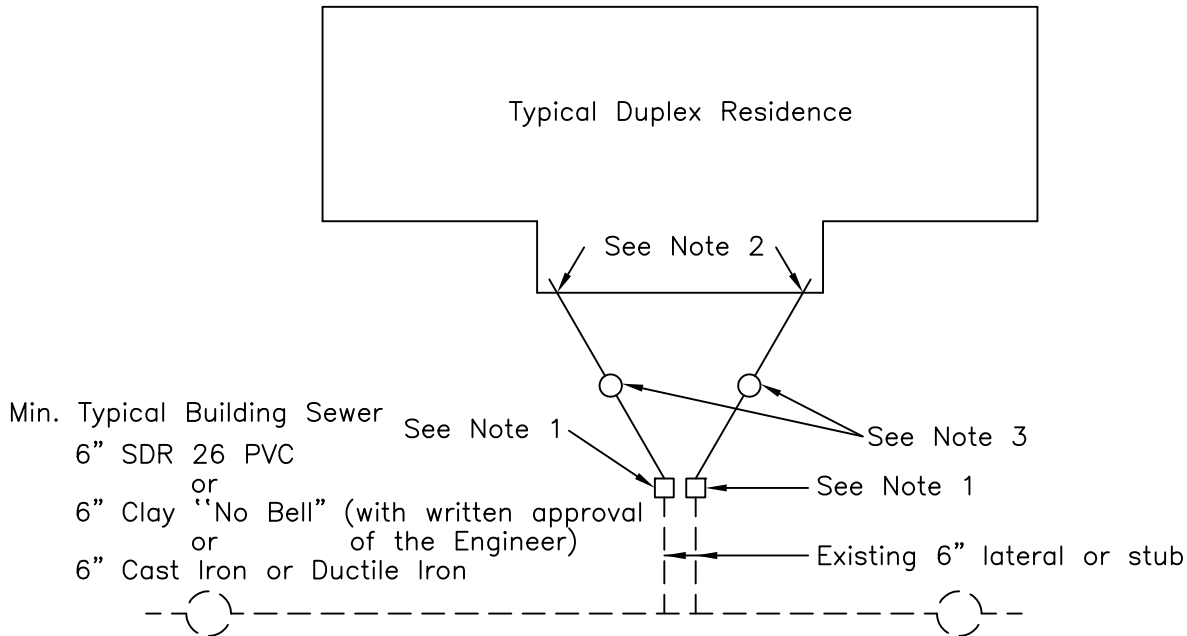 Typical Duplex Residence
See Note 2
Min. Typical Building Sewer
6” SDR 26 PVC
or
6” Clay ‘‘No Bell” (with written approval
or of the Engineer)
6” Cast Iron or Ductile Iron
See Note 1
See Note 3
See Note 1
Existing 6” lateral or stub